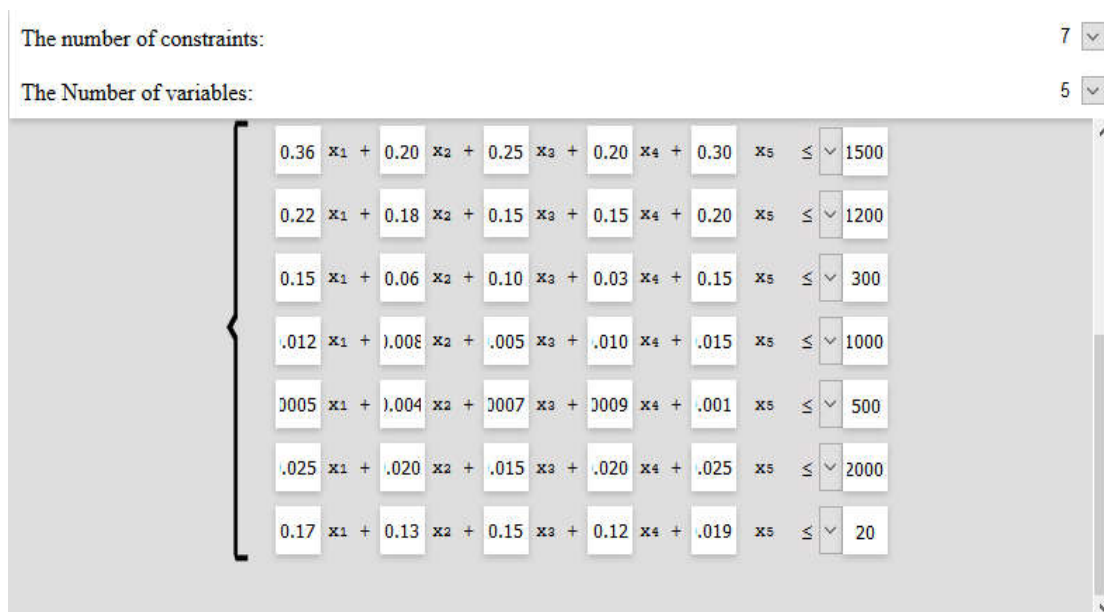 The number of constraints: 7
The Number of variables: 5
0.36 x₁ + 0.20 x₂ + 0.25 x₃ + 0.20 x₄ + 0.30 x₅ ≤ 1500
0.22 x₁ + 0.18 x₂ + 0.15 x₃ + 0.15 x₄ + 0.20 x₅ ≤ 1200
0.15 x₁ + 0.06 x₂ + 0.10 x₃ + 0.03 x₄ + 0.15 x₅ ≤ 300
.012 x₁ + 0.008 x₂ + .005 x₃ + .010 x₄ + .015 x₅ ≤ 1000
0005 x₁ + 0.004 x₂ + 0007 x₃ + 0009 x₄ + .001 x₅ ≤ 500
.025 x₁ + .020 x₂ + .015 x₃ + .020 x₄ + .025 x₅ ≤ 2000
0.17 x₁ + 0.13 x₂ + 0.15 x₃ + 0.12 x₄ + .019 x₅ ≤ 20